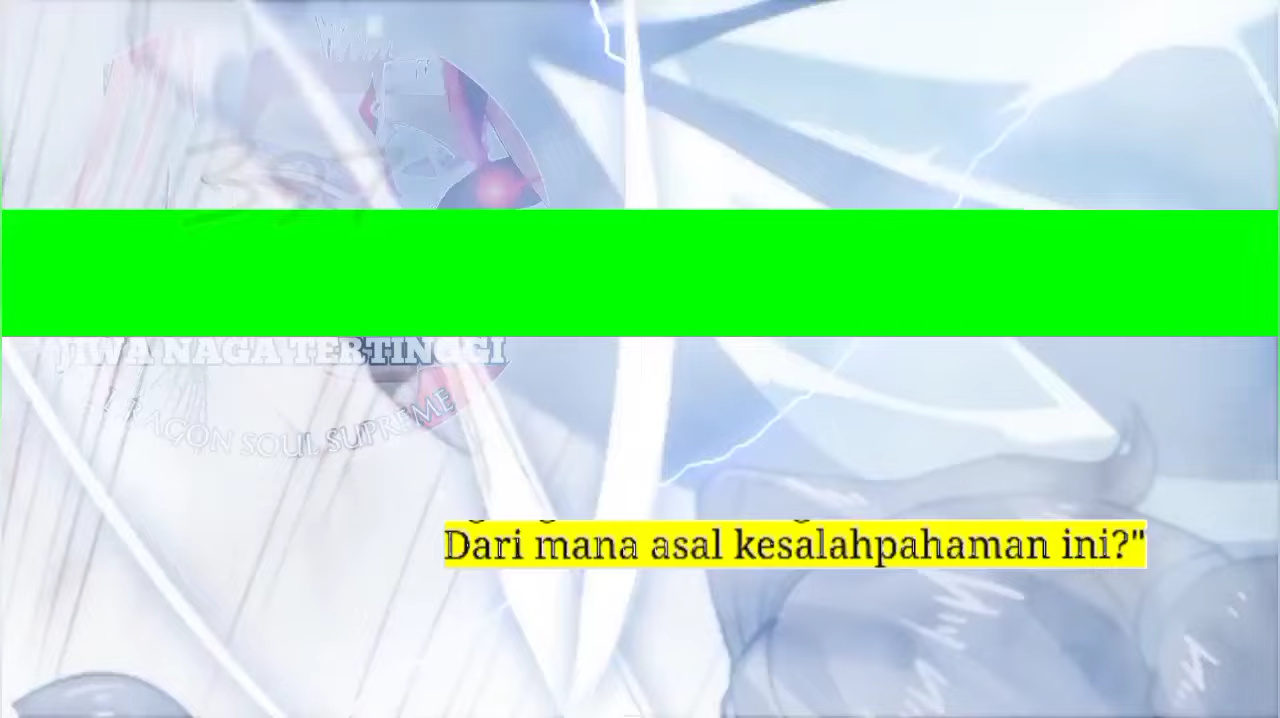 JIWA NAGA TERTINGGI
DRAGON SOUL SUPREME
Dari mana asal kesalahpahaman ini?"